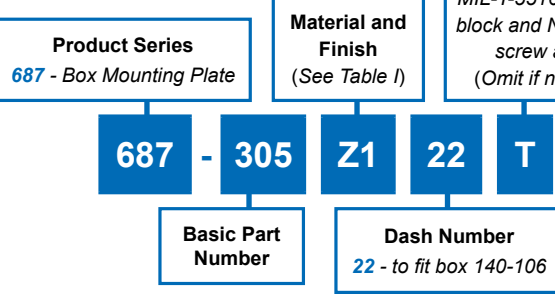 Product Series
687 - Box Mounting Plate
Material and
Finish
(See Table I)
block and
screw
(Omit if
687 - 305 Z1 22 T
Basic Part
Number
Dash Number
22 - to fit box 140-106